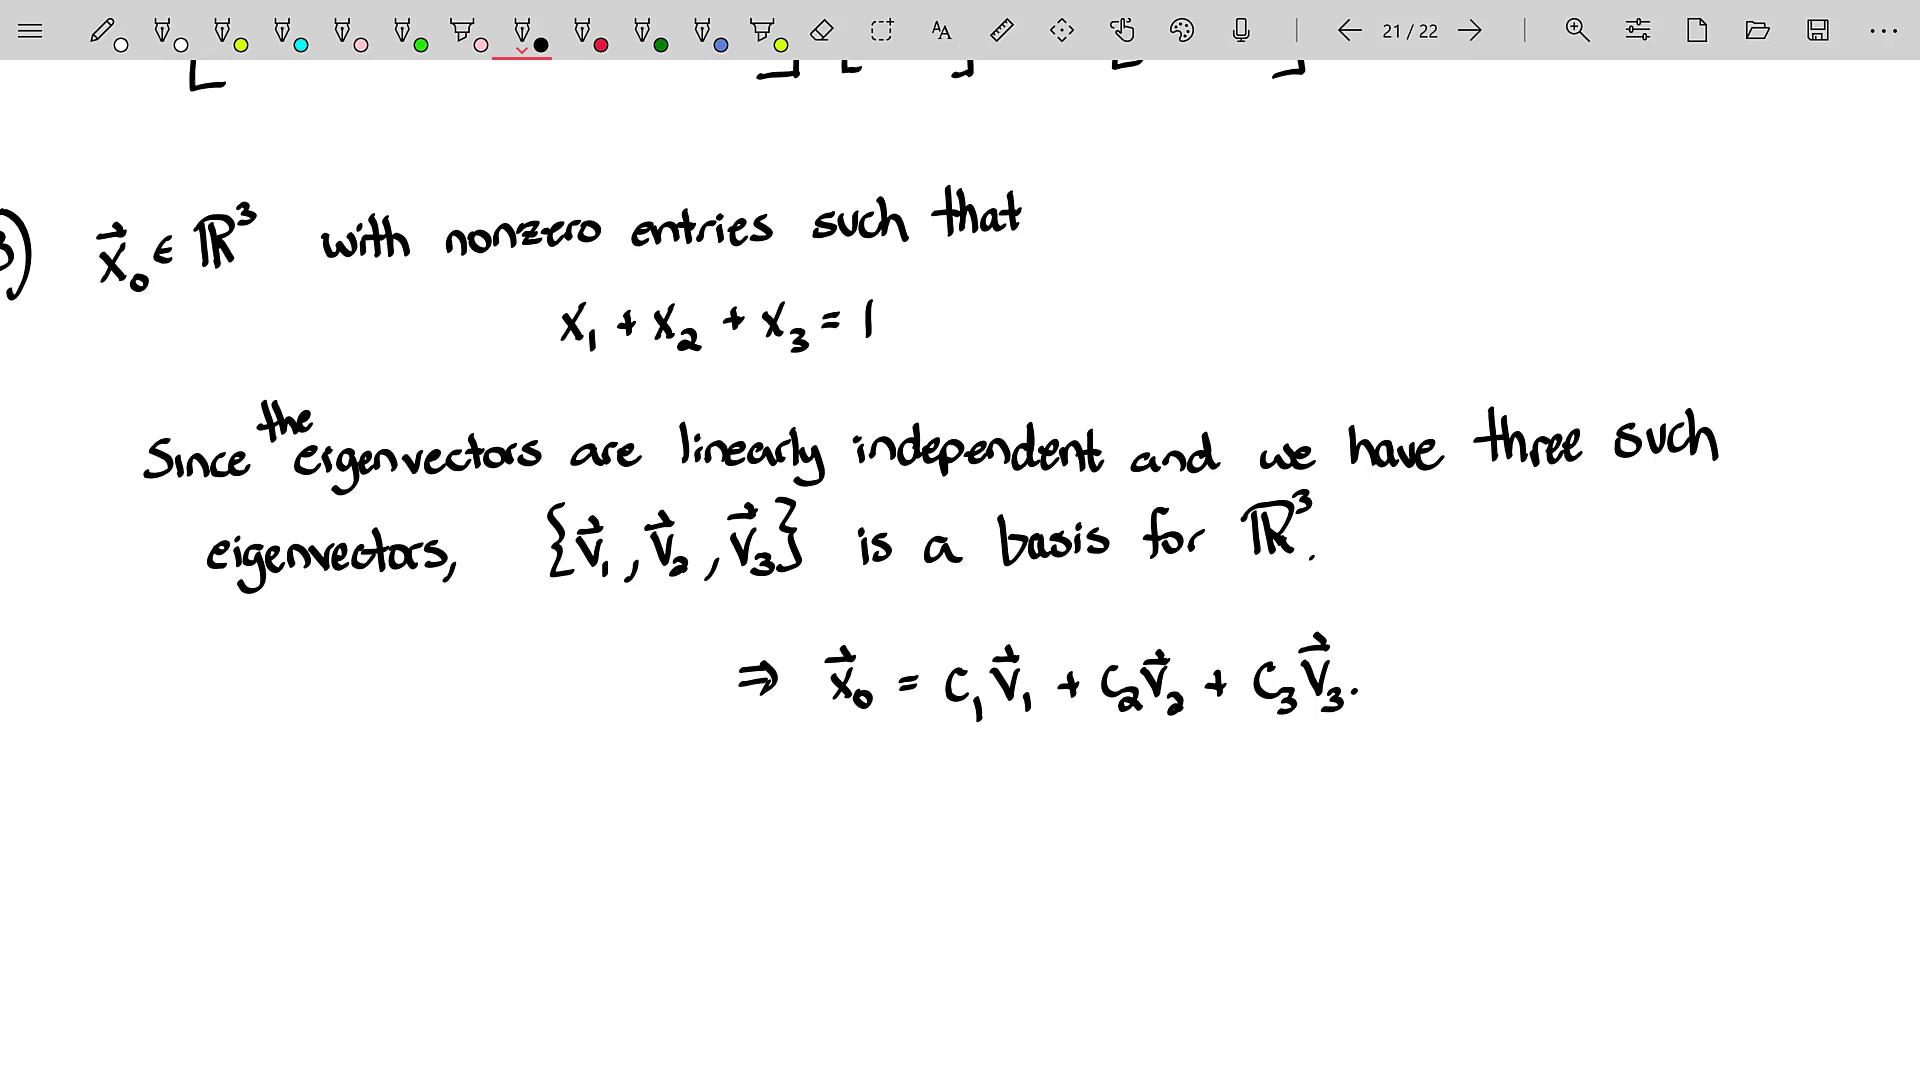 21 / 22
3) x⃗₀ ∈ ℝ³ with nonzero entries such that
x₁ + x₂ + x₃ = 1
Since the eigenvectors are linearly independent and we have three such
eigenvectors, {v⃗₁, v⃗₂, v⃗₃} is a basis for ℝ³.
⇒ x⃗₀ = c₁v⃗₁ + c₂v⃗₂ + c₃v⃗₃.